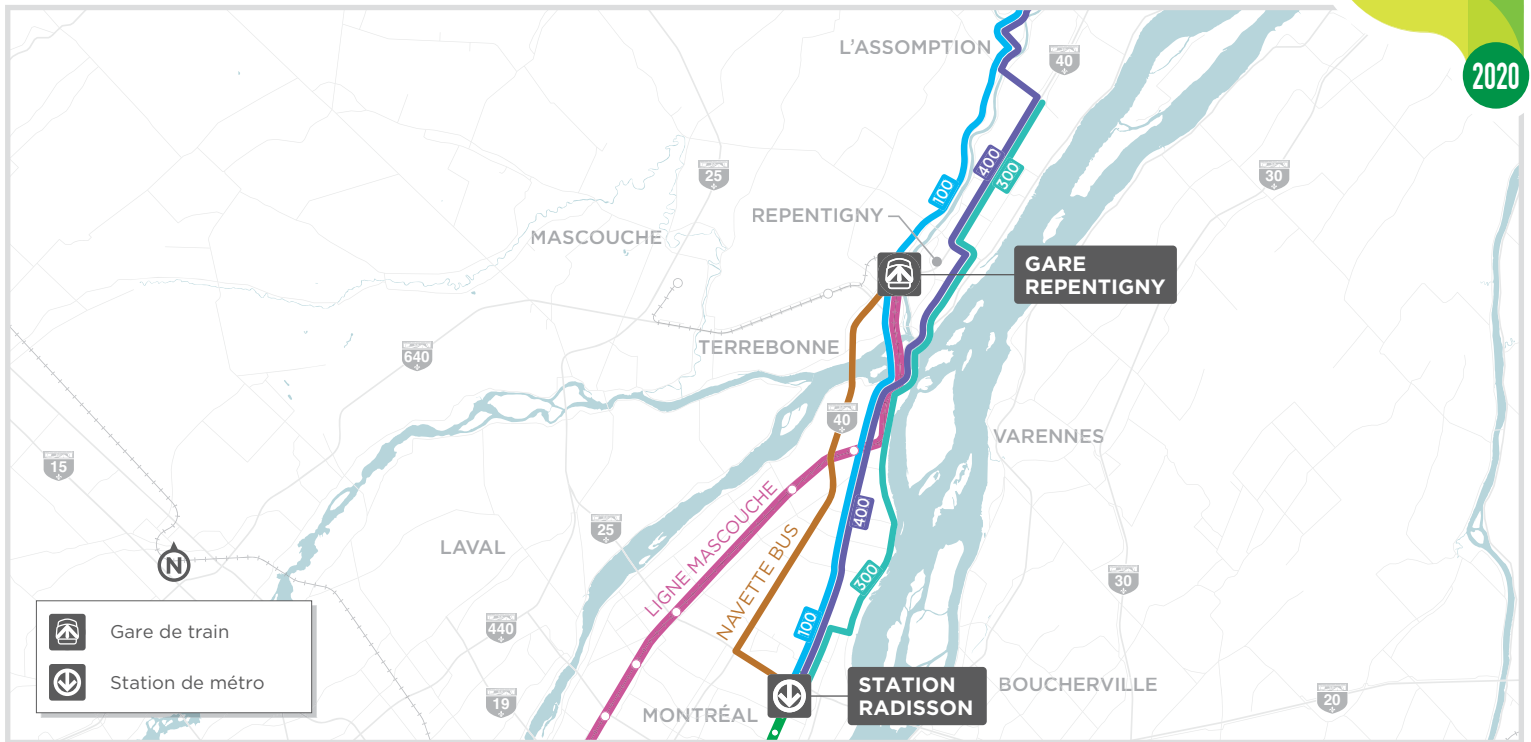 L'ASSOMPTION
40
2020
25
400
300
30
100
REPENTIGNY
MASCOUCHE
GARE
REPENTIGNY
TERREBONNE
640
40
VARENNES
15
LIGNE MASCOUCHE
400
25
NAVETTE BUS
LAVAL
N
300
30
100
440
Gare de train
Station de métro
STATION
RADISSON
BOUCHERVILLE
19
MONTRÉAL
20